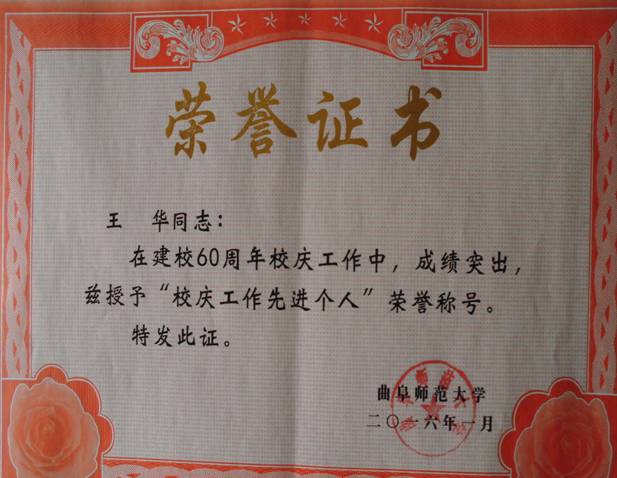 荣誉证书
王 华同志：
在建校60周年校庆工作中，成绩突出，
兹授予“校庆工作先进个人”荣誉称号。
特发此证。
曲阜师范大学
二〇一六年一月